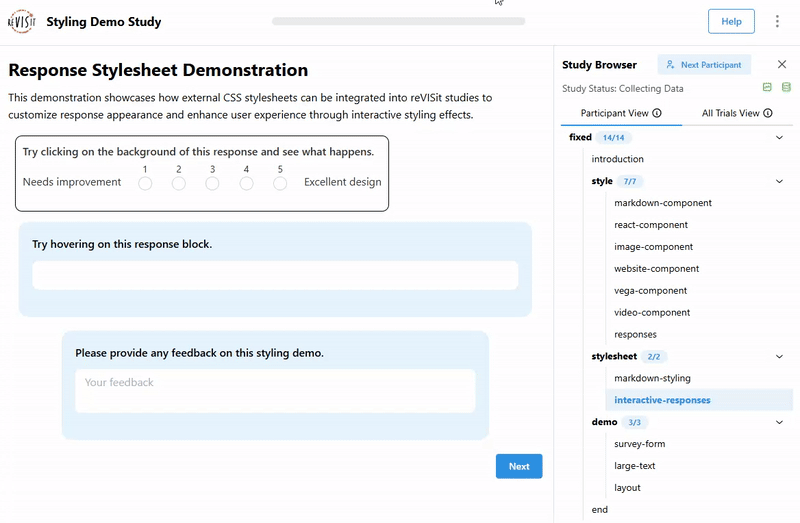 reVISit
Styling Demo Study
Help
Response Stylesheet Demonstration
This demonstration showcases how external CSS stylesheets can be integrated into reVISit studies to
customize response appearance and enhance user experience through interactive styling effects.
Try clicking on the background of this response and see what happens.
1 2 3 4 5
Needs improvement Excellent design
Try hovering on this response block.
Please provide any feedback on this styling demo.
Your feedback
Next
Study Browser
Next Participant
Study Status: Collecting Data
Participant View All Trials View
fixed 14/14
introduction
style 7/7
markdown-component
react-component
image-component
website-component
vega-component
video-component
responses
stylesheet 2/2
markdown-styling
interactive-responses
demo 3/3
survey-form
large-text
layout
end